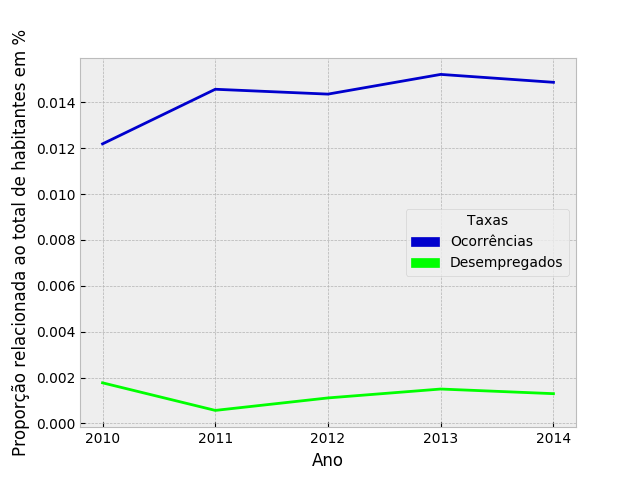 Proporção relacionada ao total de habitantes em %
0.014
0.012
0.010
0.008
0.006
0.004
0.002
0.000
Taxas
Ocorrências
Desempregados
2010 2011 2012 2013 2014
Ano